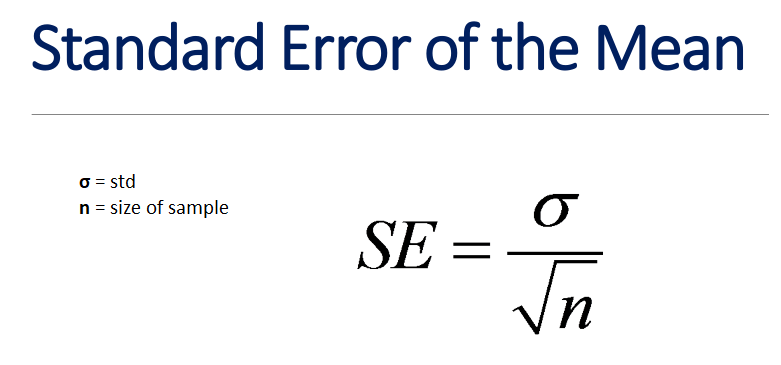 Standard Error of the Mean
σ = std
n = size of sample
SE = σ / √n